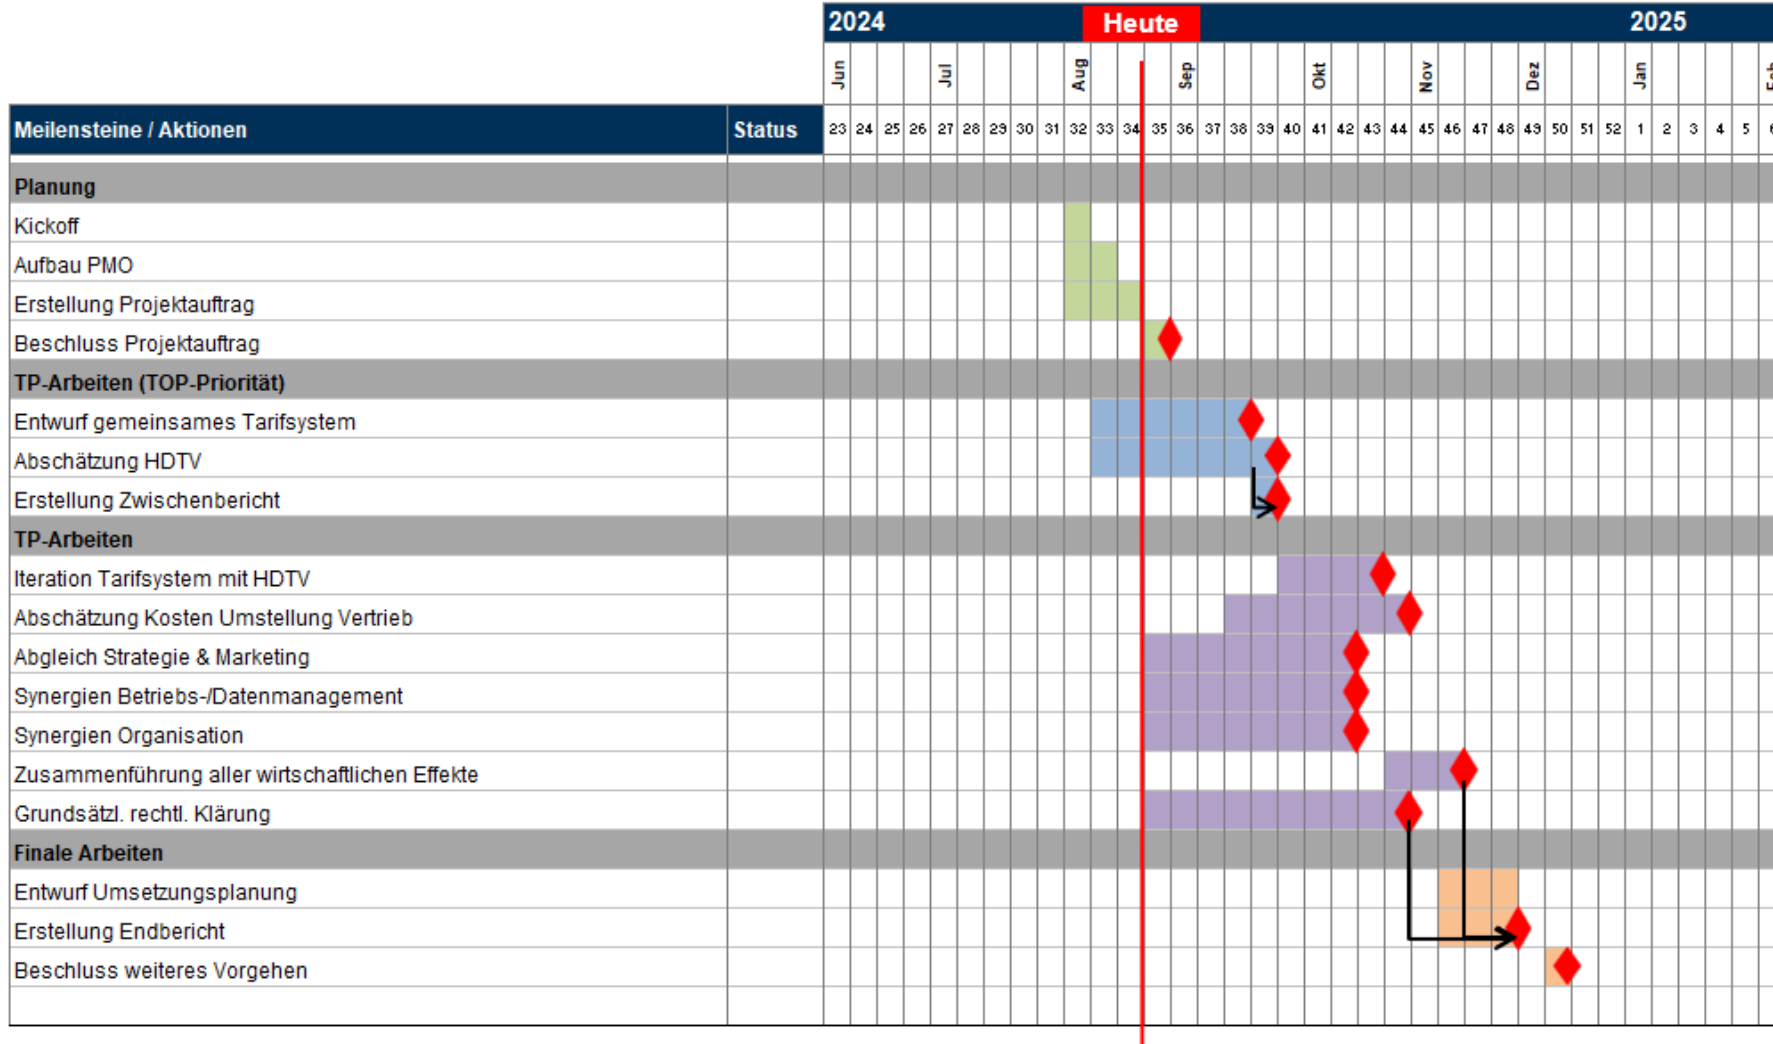 2024 Heute 2025
Jun Jul Aug Sep Okt Nov Dez Jan Feb
Meilensteine / Aktionen Status 23 24 25 26 27 28 29 30 31 32 33 34 35 36 37 38 39 40 41 42 43 44 45 46 47 48 49 50 51 52 1 2 3 4 5 6
Planung
Kickoff
Aufbau PMO
Erstellung Projektauftrag
Beschluss Projektauftrag
TP-Arbeiten (TOP-Priorität)
Entwurf gemeinsames Tarifsystem
Abschätzung HDTV
Erstellung Zwischenbericht
TP-Arbeiten
Iteration Tarifsystem mit HDTV
Abschätzung Kosten Umstellung Vertrieb
Abgleich Strategie & Marketing
Synergien Betriebs-/Datenmanagement
Synergien Organisation
Zusammenführung aller wirtschaftlichen Effekte
Grundsätzl. rechtl. Klärung
Finale Arbeiten
Entwurf Umsetzungsplanung
Erstellung Endbericht
Beschluss weiteres Vorgehen